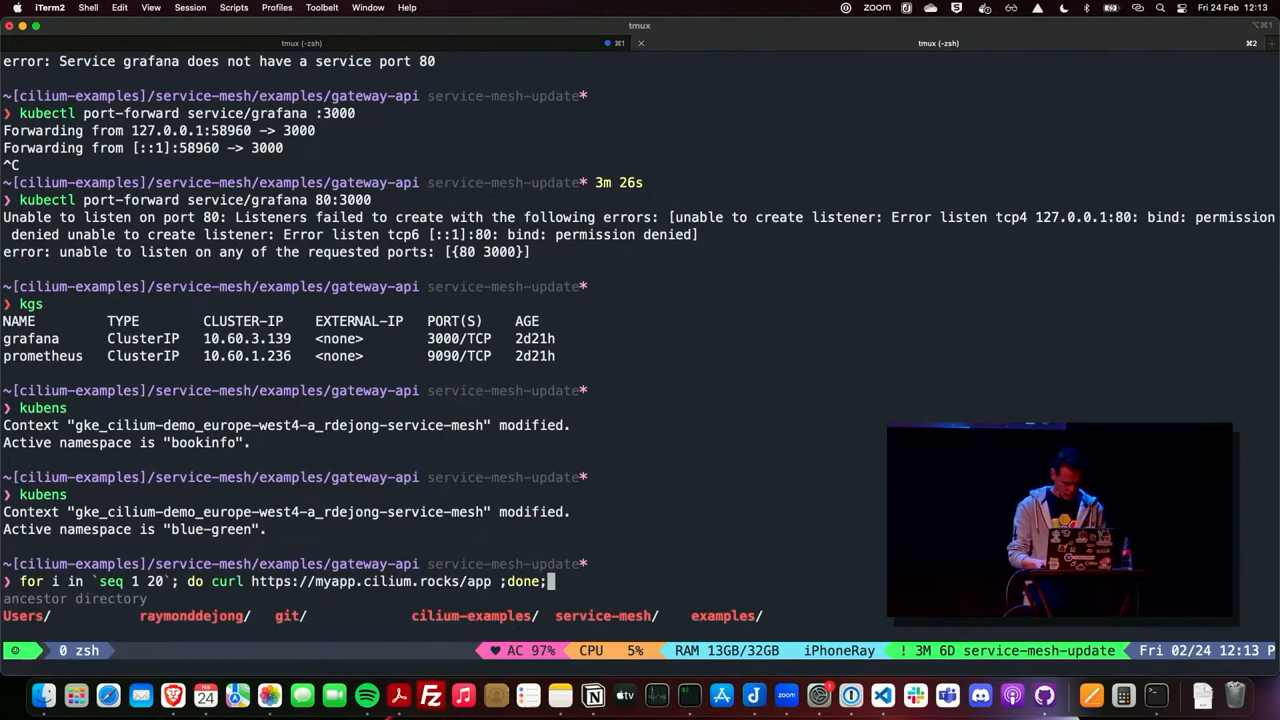 iTerm2 Shell Edit View Session Scripts Profiles Toolbelt Window Help zoom Fri 24 Feb 12:13
tmux ⌥⌘1
tmux (-zsh) ⌘1 tmux (-zsh) ⌘2
error: Service grafana does not have a service port 80
~[cilium-examples]/service-mesh/examples/gateway-api service-mesh-update*
❯ kubectl port-forward service/grafana :3000
Forwarding from 127.0.0.1:58960 -> 3000
Forwarding from [::1]:58960 -> 3000
^C
~[cilium-examples]/service-mesh/examples/gateway-api service-mesh-update* 3m 26s
❯ kubectl port-forward service/grafana 80:3000
Unable to listen on port 80: Listeners failed to create with the following errors: [unable to create listener: Error listen tcp4 127.0.0.1:80: bind: permission
denied unable to create listener: Error listen tcp6 [::1]:80: bind: permission denied]
error: unable to listen on any of the requested ports: [{80 3000}]
~[cilium-examples]/service-mesh/examples/gateway-api service-mesh-update*
❯ kgs
NAME TYPE CLUSTER-IP EXTERNAL-IP PORT(S) AGE
grafana ClusterIP 10.60.3.139 <none> 3000/TCP 2d21h
prometheus ClusterIP 10.60.1.236 <none> 9090/TCP 2d21h
~[cilium-examples]/service-mesh/examples/gateway-api service-mesh-update*
❯ kubens
Context "gke_cilium-demo_europe-west4-a_rdejong-service-mesh" modified.
Active namespace is "bookinfo".
~[cilium-examples]/service-mesh/examples/gateway-api service-mesh-update*
❯ kubens
Context "gke_cilium-demo_europe-west4-a_rdejong-service-mesh" modified.
Active namespace is "blue-green".
~[cilium-examples]/service-mesh/examples/gateway-api service-mesh-update*
❯ for i in `seq 1 20`; do curl https://myapp.cilium.rocks/app ;done;
ancestor directory
Users/ raymonddejong/ git/ cilium-examples/ service-mesh/ examples/
0 zsh ♥ AC 97% CPU 5% RAM 13GB/32GB iPhoneRay ! 3M 6D service-mesh-update Fri 02/24 12:13 P